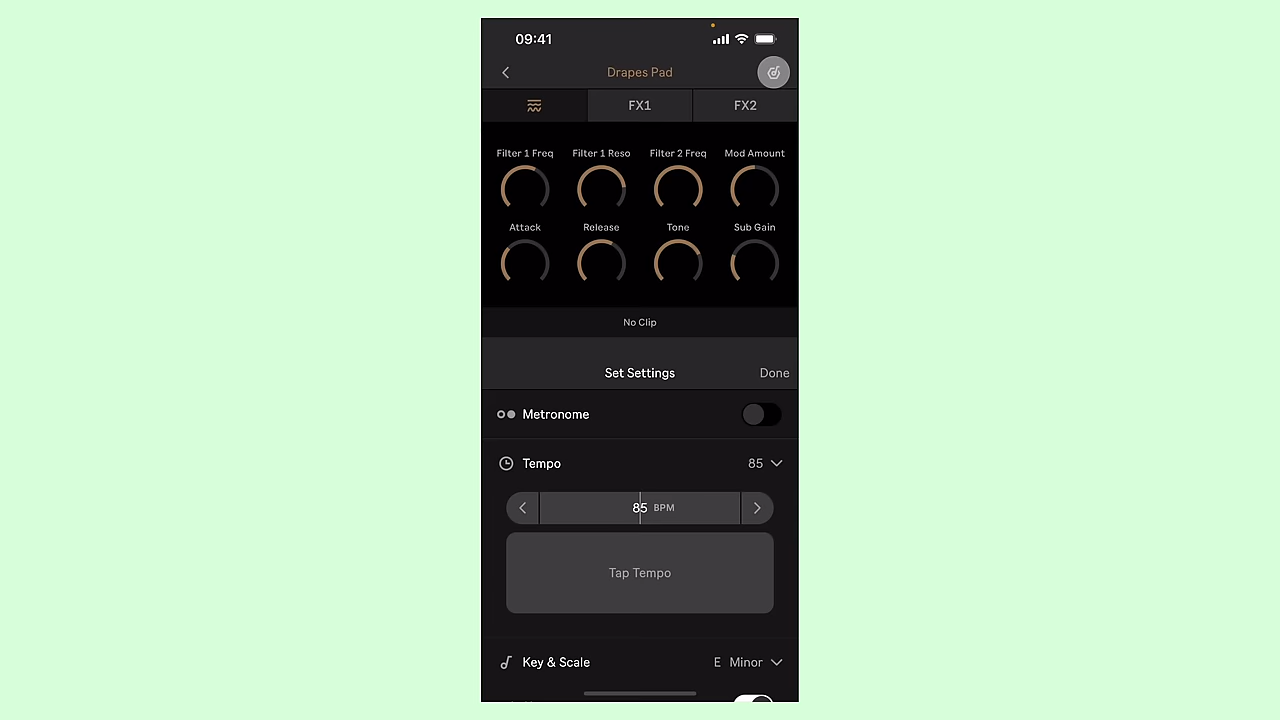 09:41
Drapes Pad
FX1 FX2
Filter 1 Freq Filter 1 Reso Filter 2 Freq Mod Amount
Attack Release Tone Sub Gain
No Clip
Set Settings Done
Metronome
Tempo 85
85 BPM
Tap Tempo
Key & Scale E Minor